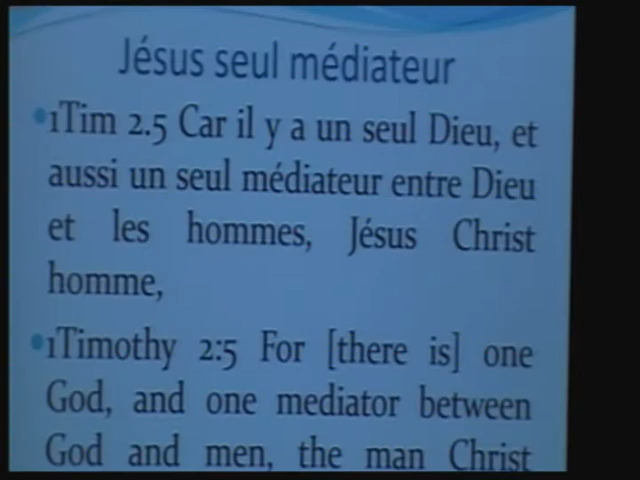 Jésus seul médiateur
•1Tim 2.5 Car il y a un seul Dieu, et
aussi un seul médiateur entre Dieu
et les hommes, Jésus Christ
homme,
•1Timothy 2:5 For [there is] one
God, and one mediator between
God and men, the man Christ